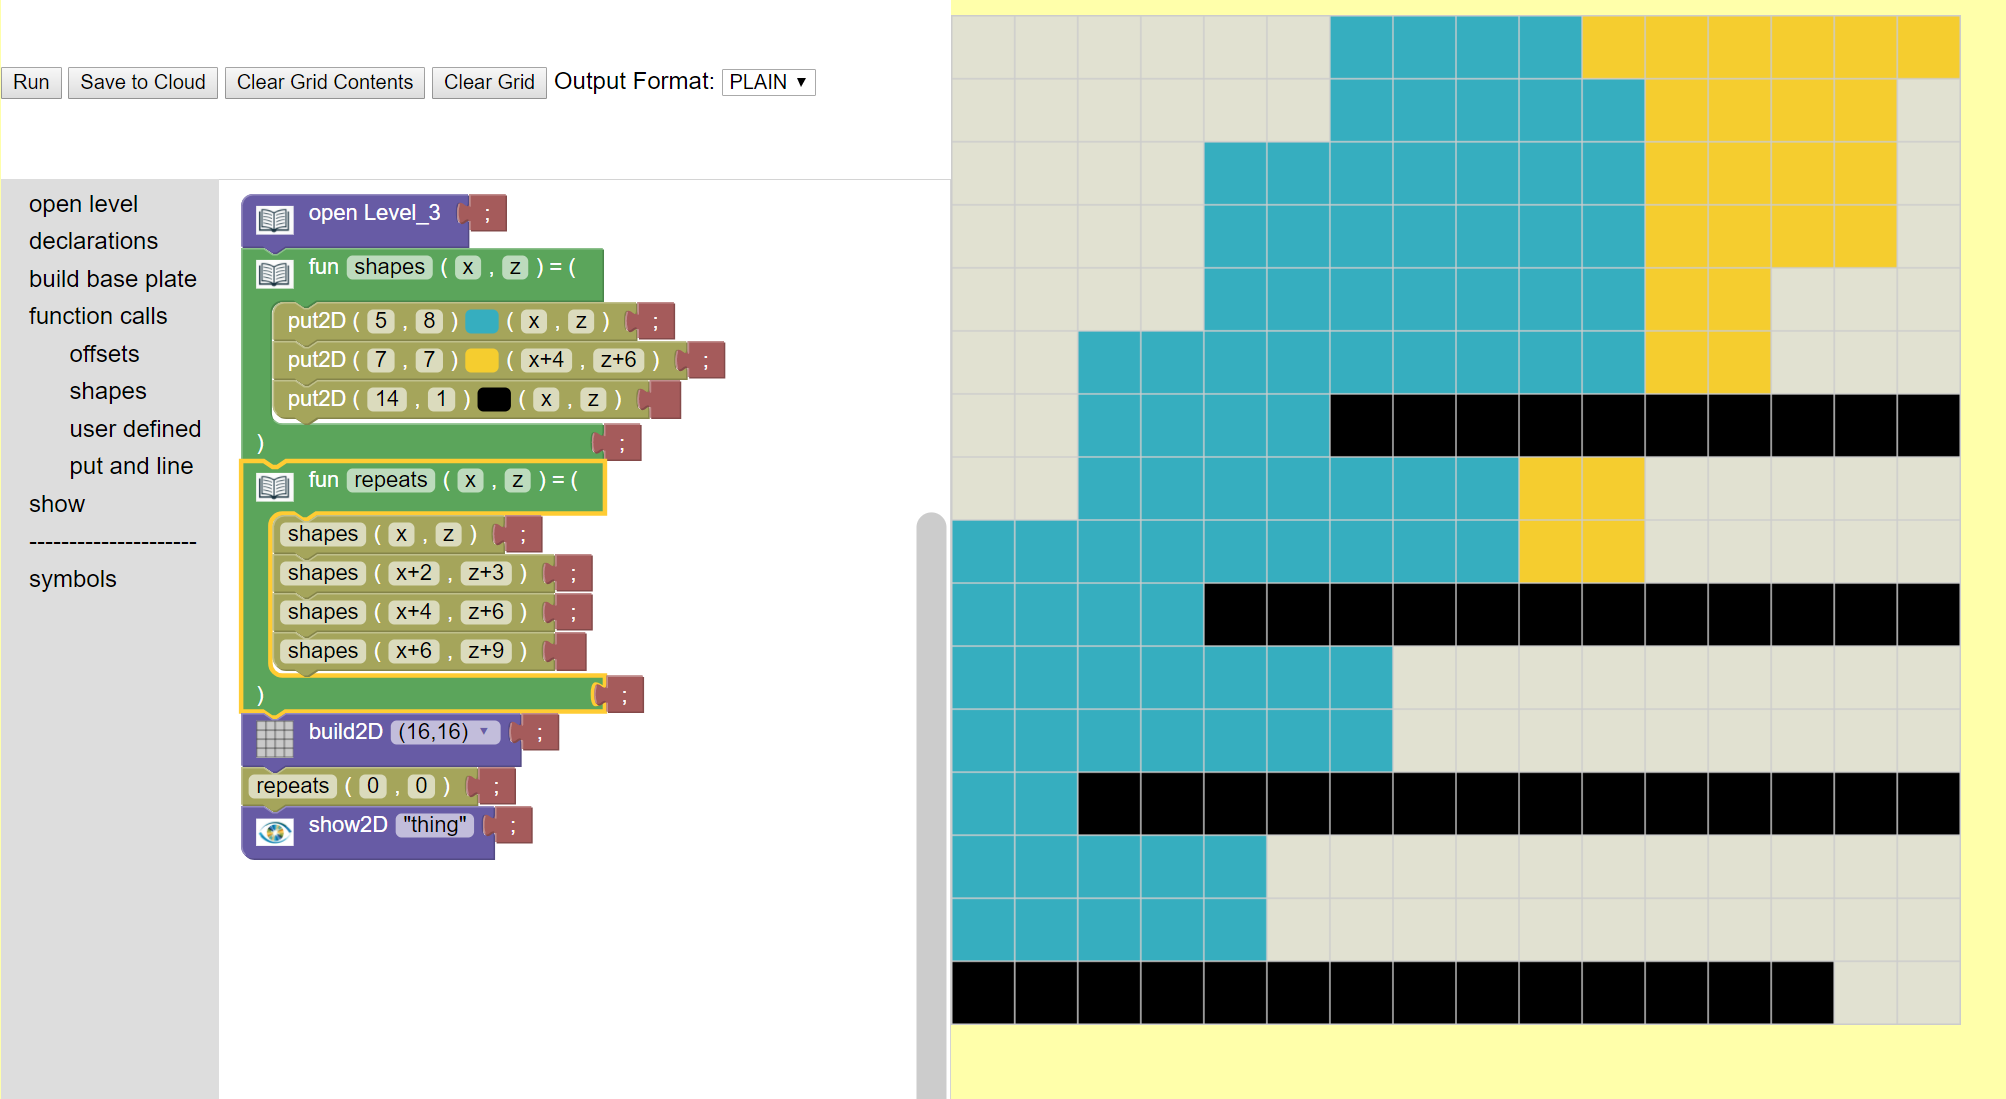 Run Save to Cloud Clear Grid Contents Clear Grid Output Format: PLAIN ▼
open level
declarations
build base plate
function calls
offsets
shapes
user defined
put and line
show
---------------------
symbols
open Level_3 ;
fun shapes ( x , z ) = (
put2D ( 5 , 8 ) ( x , z ) ;
put2D ( 7 , 7 ) ( x+4 , z+6 ) ;
put2D ( 14 , 1 ) ( x , z )
) ;
fun repeats ( x , z ) = (
shapes ( x , z ) ;
shapes ( x+2 , z+3 ) ;
shapes ( x+4 , z+6 ) ;
shapes ( x+6 , z+9 )
) ;
build2D (16,16) ▼ ;
repeats ( 0 , 0 ) ;
show2D "thing" ;